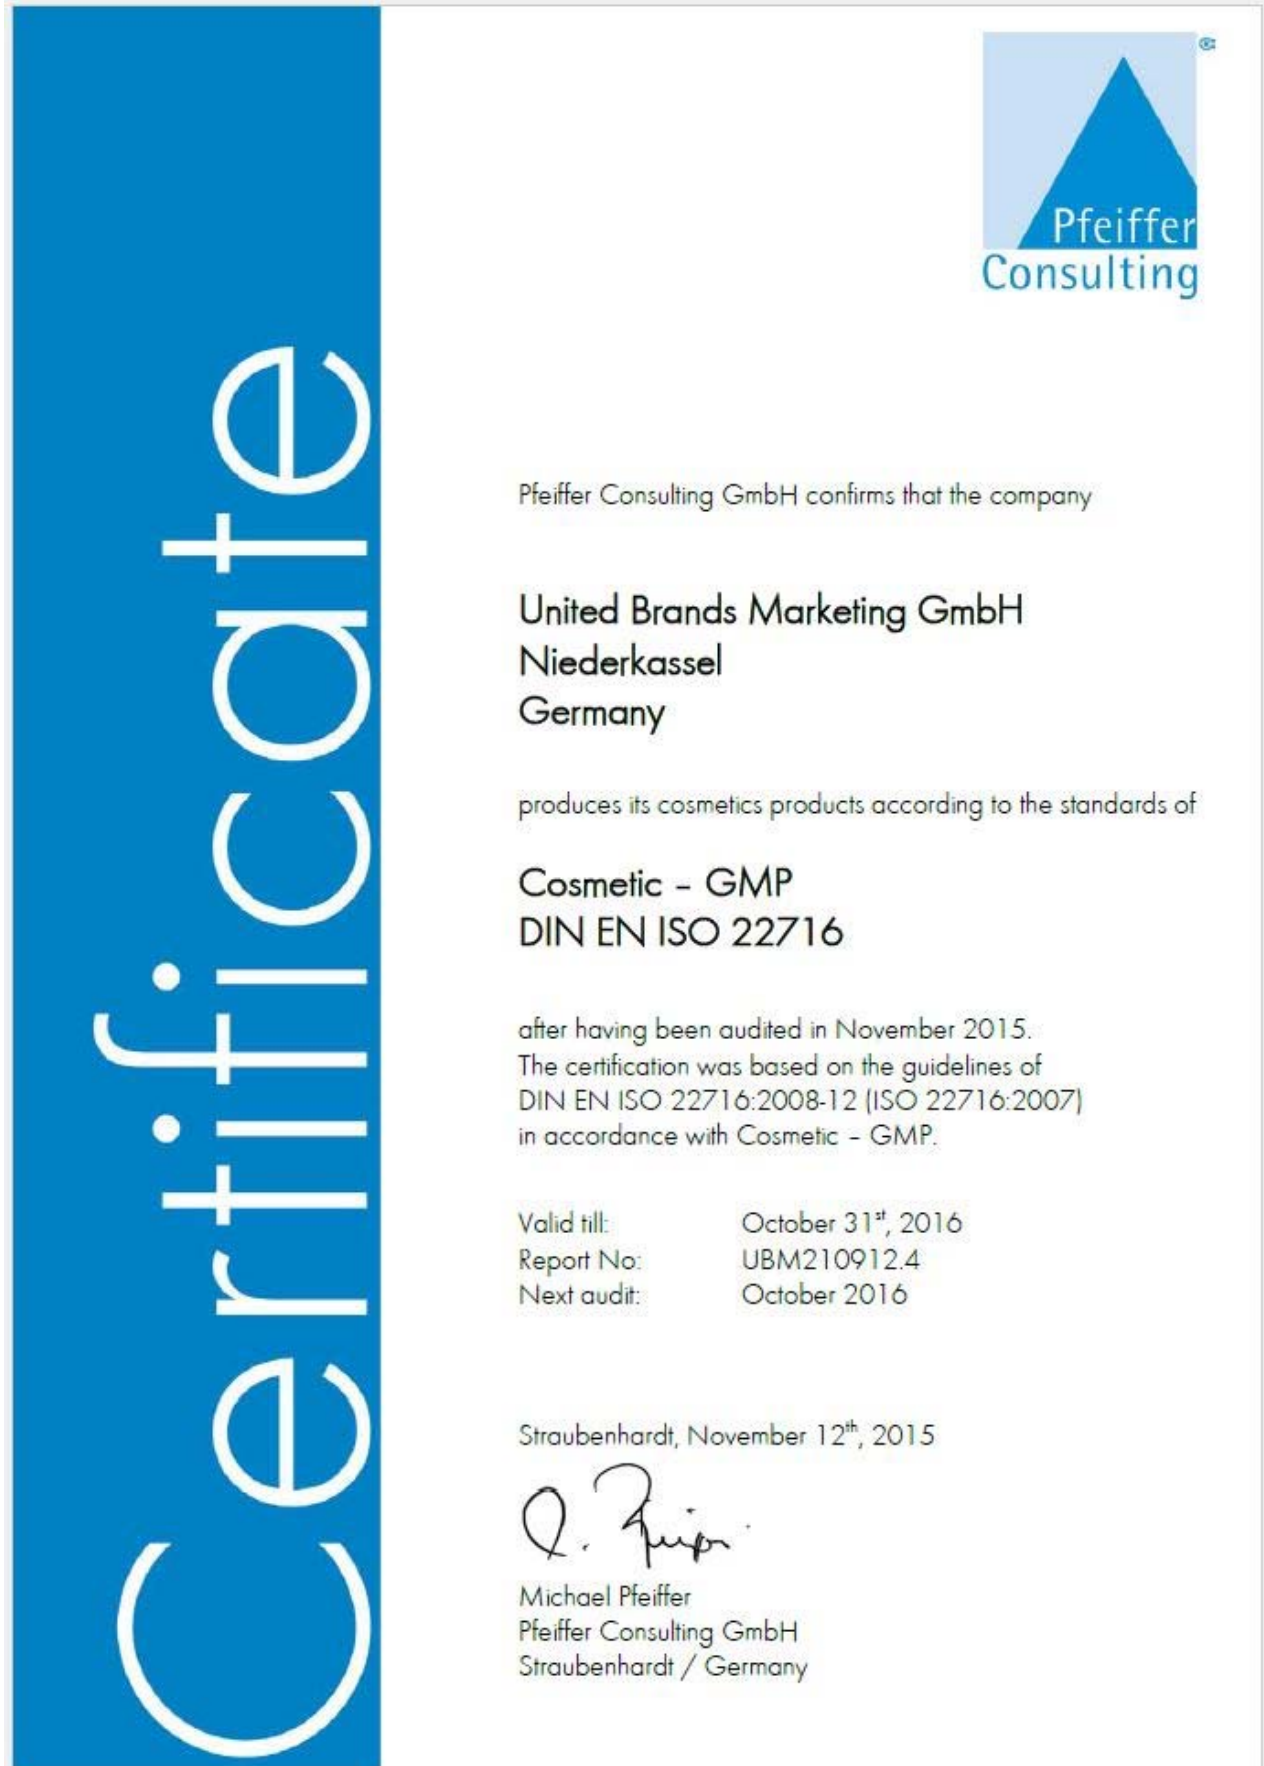 Pfeiffer
Consulting
Certificate
Pfeiffer Consulting GmbH confirms that the company
United Brands Marketing GmbH
Niederkassel
Germany
produces its cosmetics products according to the standards of
Cosmetic – GMP
DIN EN ISO 22716
after having been audited in November 2015.
The certification was based on the guidelines of
DIN EN ISO 22716:2008-12 (ISO 22716:2007)
in accordance with Cosmetic – GMP.
Valid till: October 31st, 2016
Report No: UBM210912.4
Next audit: October 2016
Straubenhardt, November 12th, 2015
Michael Pfeiffer
Pfeiffer Consulting GmbH
Straubenhardt / Germany